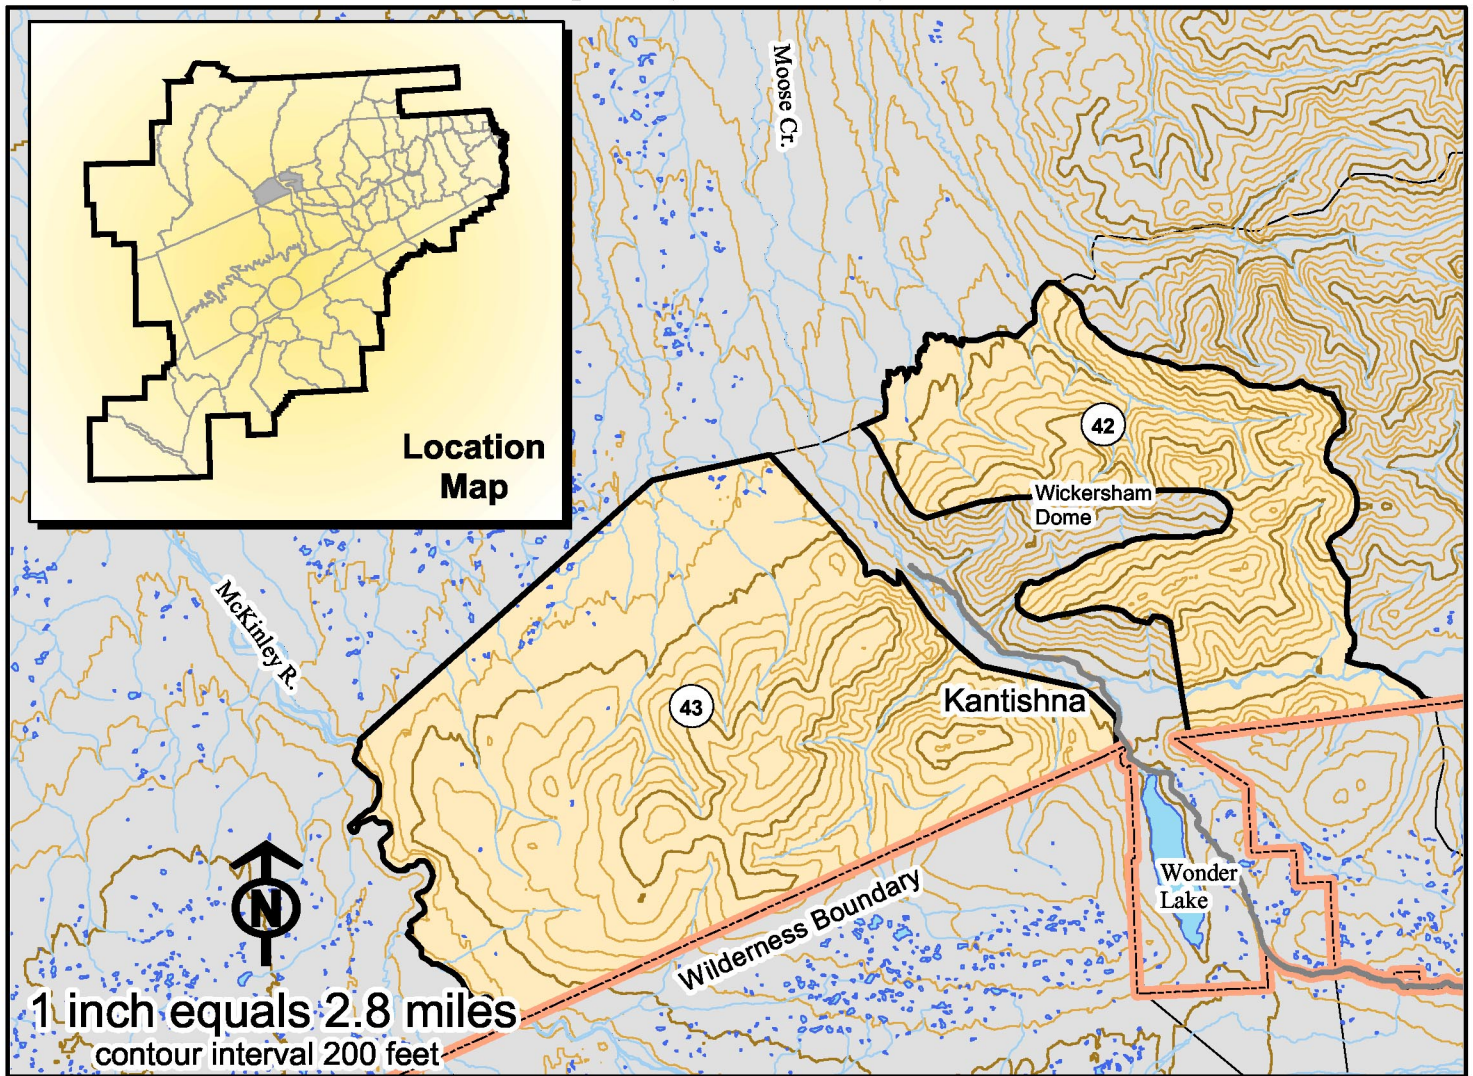 Location
Map
Moose Cr.
42
Wickersham
Dome
McKinley R.
43
Kantishna
Wonder
Lake
Wilderness Boundary
N
1 inch equals 2.8 miles
contour interval 200 feet